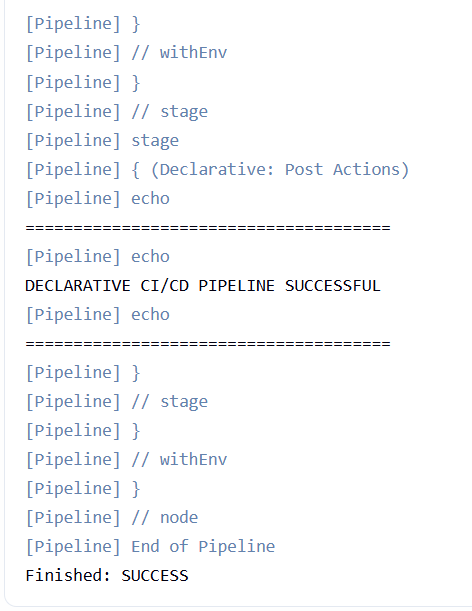 [Pipeline] }
[Pipeline] // withEnv
[Pipeline] }
[Pipeline] // stage
[Pipeline] stage
[Pipeline] { (Declarative: Post Actions)
[Pipeline] echo
======================================
[Pipeline] echo
DECLARATIVE CI/CD PIPELINE SUCCESSFUL
[Pipeline] echo
======================================
[Pipeline] }
[Pipeline] // stage
[Pipeline] }
[Pipeline] // withEnv
[Pipeline] }
[Pipeline] // node
[Pipeline] End of Pipeline
Finished: SUCCESS